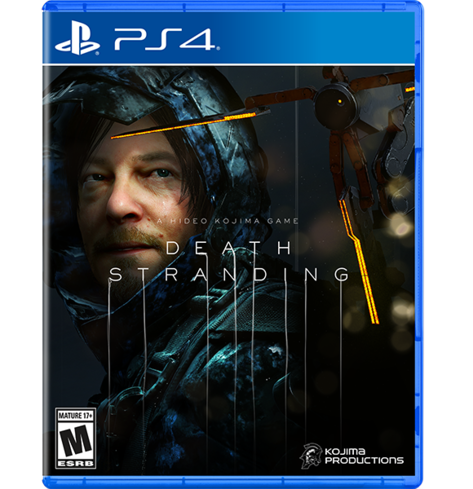 PS4
A HIDEO KOJIMA GAME
DEATH
STRANDING
MATURE 17+
M
ESRB
KOJIMA
PRODUCTIONS